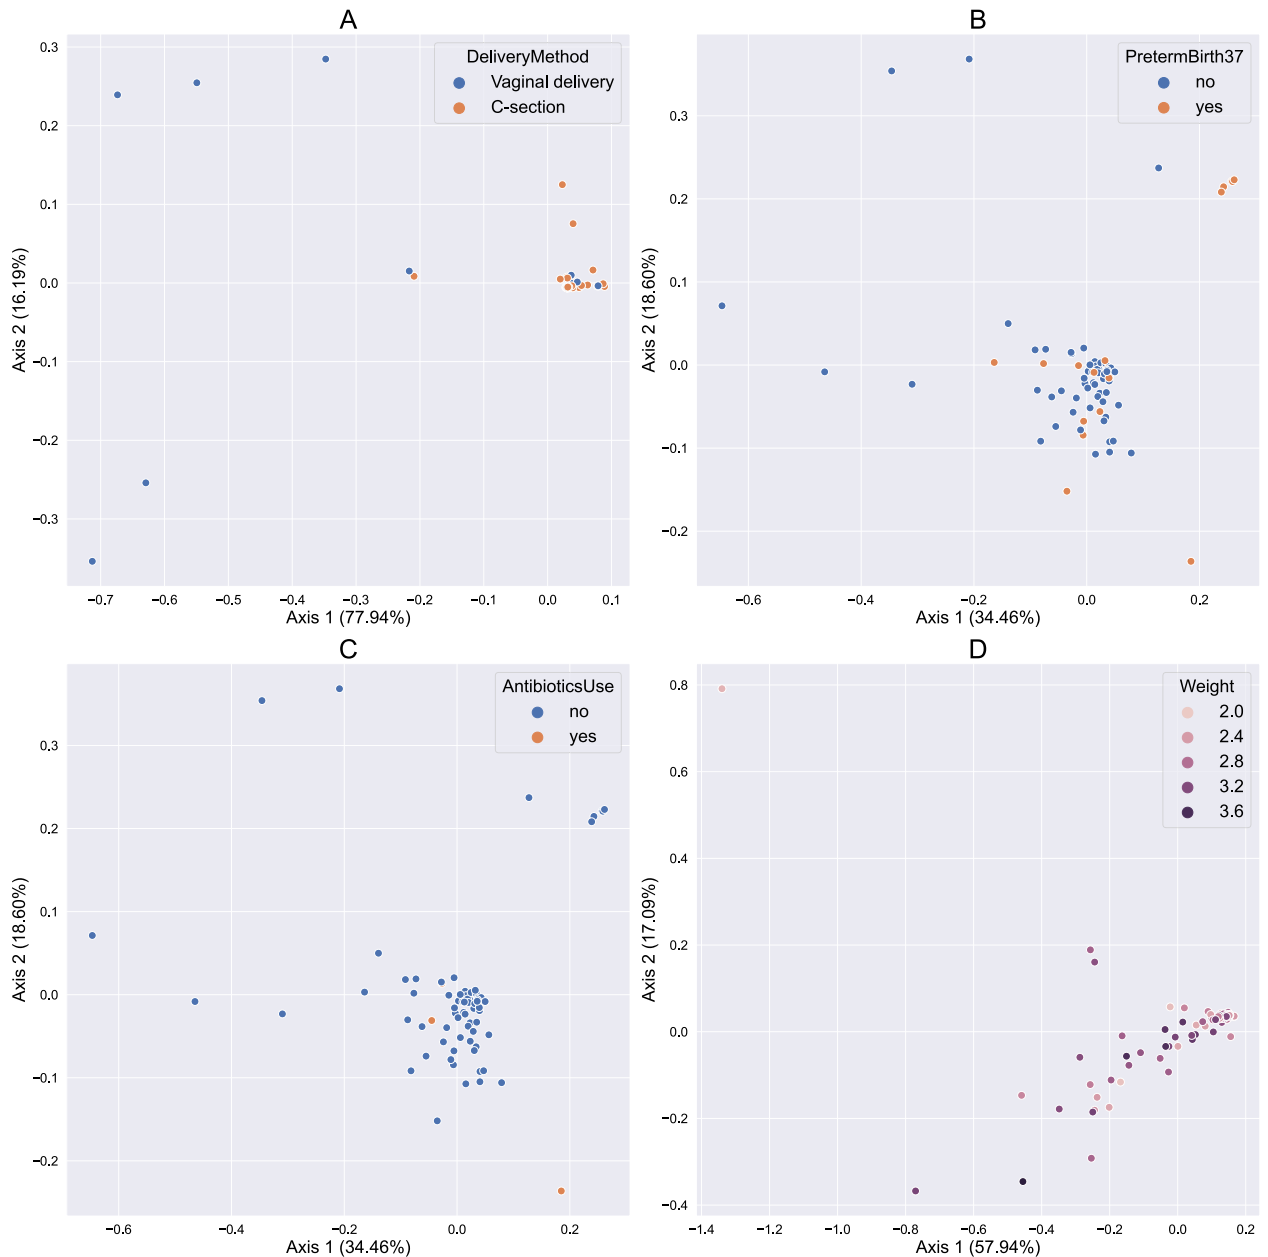 A
DeliveryMethod
Vaginal delivery
C-section
0.3
0.2
0.1
0.0
−0.1
−0.2
−0.3
Axis 2 (16.19%)
−0.7 −0.6 −0.5 −0.4 −0.3 −0.2 −0.1 0.0 0.1
Axis 1 (77.94%)
B
PretermBirth37
no
yes
0.3
0.2
0.1
0.0
−0.1
−0.2
Axis 2 (18.60%)
−0.6 −0.4 −0.2 0.0 0.2
Axis 1 (34.46%)
C
AntibioticsUse
no
yes
0.3
0.2
0.1
0.0
−0.1
−0.2
Axis 2 (18.60%)
−0.6 −0.4 −0.2 0.0 0.2
Axis 1 (34.46%)
D
Weight
2.0
2.4
2.8
3.2
3.6
0.8
0.6
0.4
0.2
0.0
−0.2
−0.4
Axis 2 (17.09%)
−1.4 −1.2 −1.0 −0.8 −0.6 −0.4 −0.2 0.0 0.2
Axis 1 (57.94%)